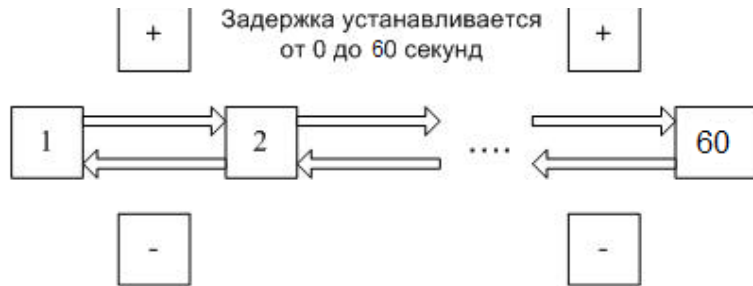 + Задержка устанавливается +
от 0 до 60 секунд
1 2 .... 60
- -